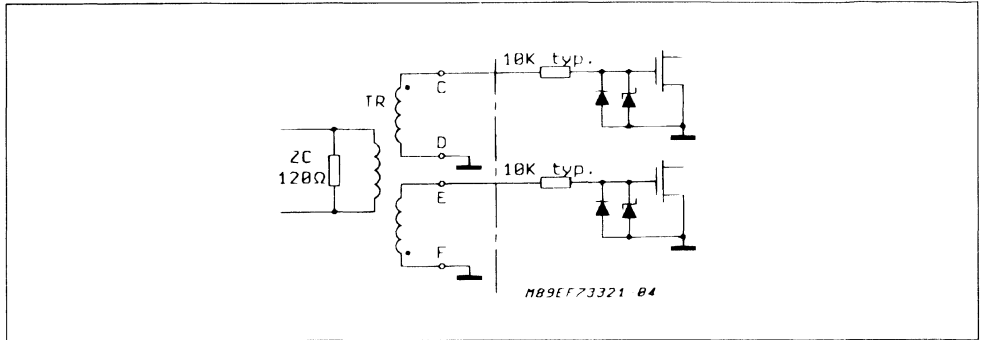 10K typ.
C
TR
D
ZC
120Ω
10K typ.
E
F
M89EF73321 04